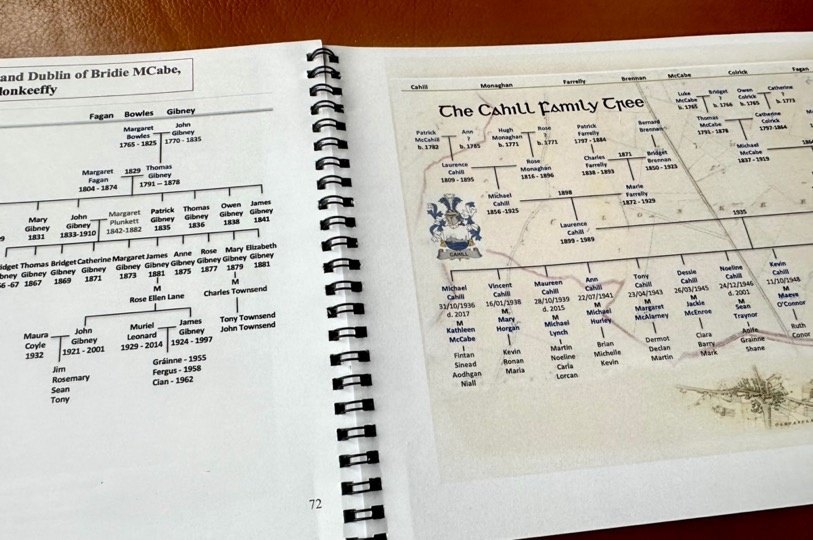 and Dublin of Bridie MCabe,
lonkeeffy
Fagan Bowles Gibney
Margaret Bowles 1765 - 1825
John Gibney 1770 - 1835
Margaret Fagan 1804 - 1874
1829
Thomas Gibney 1791 – 1878
Mary Gibney 1831
John Gibney 1833-1910
Margaret Plunkett 1842-1882
Patrick Gibney 1835
Thomas Gibney 1836
Owen Gibney 1838
James Gibney 1841
Thomas Gibney 1867
Bridget Gibney 1869
Catherine Gibney 1871
Margaret Gibney 1873
James Gibney 1881
Anne Gibney 1875
Rose Gibney 1877
Mary Gibney 1879
Elizabeth Gibney 1881
M
Rose Ellen Lane
M
Charles Townsend
Tony Townsend
John Townsend
Maura Coyle 1932
John Gibney 1921 - 2001
Muriel Leonard 1929 - 2014
James Gibney 1924 - 1997
Jim
Rosemary
Sean
Tony
Gráinne - 1955
Fergus - 1958
Cian - 1962
72
Cahill Monaghan Farrelly Brennan McCabe Colrick Fagan
The Cahill Family Tree
Patrick McCahill b. 1782
Ann ? b. 1785
Hugh Monaghan b. 1771
Rose ? b. 1771
Patrick Farrelly 1797 - 1884
Bernard Brennan
Luke McCabe b. 1765
Bridget ? b. 1766
Owen Colrick b. 1765
Catherine ? b. 1773
Thomas McCabe 1791 - 1878
Catherine Colrick 1797-1864
Laurence Cahill 1809 - 1895
Rose Monaghan 1816 - 1896
Charles Farrelly 1838 - 1893
1871
Bridget Brennan 1850 - 1923
Michael McCabe 1837 -1919
Michael Cahill 1856 -1925
1898
Marie Farrelly 1872 - 1929
Laurence Cahill 1899 - 1989
1935
CAHILL
Michael Cahill 31/10/1936 d. 2017 M Kathleen McCabe
Fintan
Sinead
Aodhgan
Niall
Vincent Cahill 16/01/1938 M Mary Horgan
Kevin
Ronan
Maria
Maureen Cahill 28/10/1939 d. 2015 M Michael Lynch
Martin
Noeline
Carla
Lorcan
Ann Cahill 22/07/1941 M Michael Hurley
Brian
Michelle
Kevin
Tony Cahill 23/04/1943 M Margaret McAlarney
Dermot
Declan
Martin
Dessie Cahill 26/03/1945 M Jackie McEnroe
Ciara
Barry
Mark
Noeline Cahill 24/12/1946 d. 2001 M Sean Traynor
Anite
Grainne
Shane
Kevin Cahill 11/10/1948 M Maeve O'Connor
Ruth
Conor